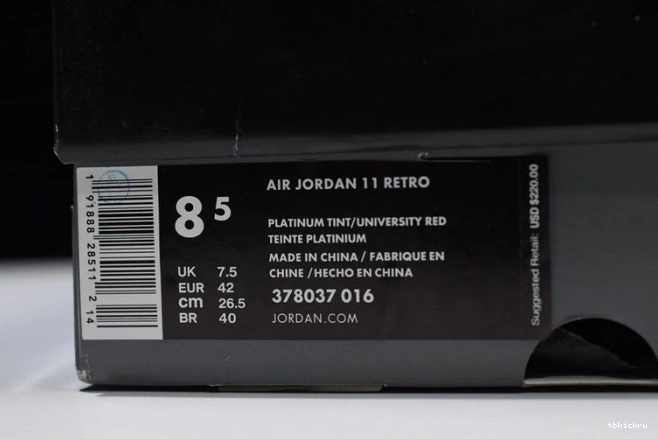 AIR JORDAN 11 RETRO
8 5
PLATINUM TINT/UNIVERSITY RED
TEINTE PLATINIUM
MADE IN CHINA / FABRIQUE EN
CHINE /HECHO EN CHINA
UK 7.5
EUR 42
cm 26.5
BR 40
378037 016
JORDAN.COM
1 91888 28511 2 14
Suggested Retail: USD $220.00
tbkickru